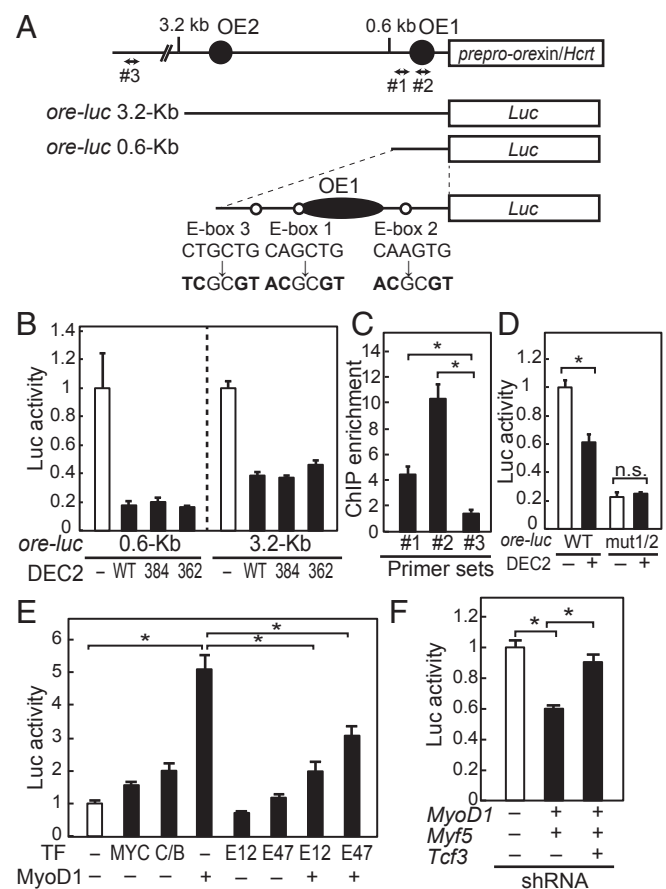 A
3.2 kb OE2 0.6 kb OE1
prepro-orexin/Hcrt
#3 #1 #2
ore-luc 3.2-Kb Luc
ore-luc 0.6-Kb Luc
OE1
Luc
E-box 3 E-box 1 E-box 2
CTGCTG CAGCTG CAAGTG
TCGCGT ACGCGT ACGCGT
B
Luc activity
1.4
1.2
1
0.8
0.6
0.4
0.2
0
ore-luc 0.6-Kb 3.2-Kb
DEC2 – WT 384 362 – WT 384 362
C
ChIP enrichment
14
12
10
8
6
4
2
0
*
*
#1 #2 #3
Primer sets
D
Luc activity
1.4
1.2
1
0.8
0.6
0.4
0.2
0
*
n.s.
ore-luc WT mut1/2
DEC2 – + – +
E
Luc activity
6
5
4
3
2
1
0
* *
*
TF – MYC C/B – E12 E47 E12 E47
MyoD1 – – – + – – + +
F
Luc activity
1.2
1
0.8
0.6
0.4
0.2
0
* *
MyoD1 – + +
Myf5 – + +
Tcf3 – – +
shRNA